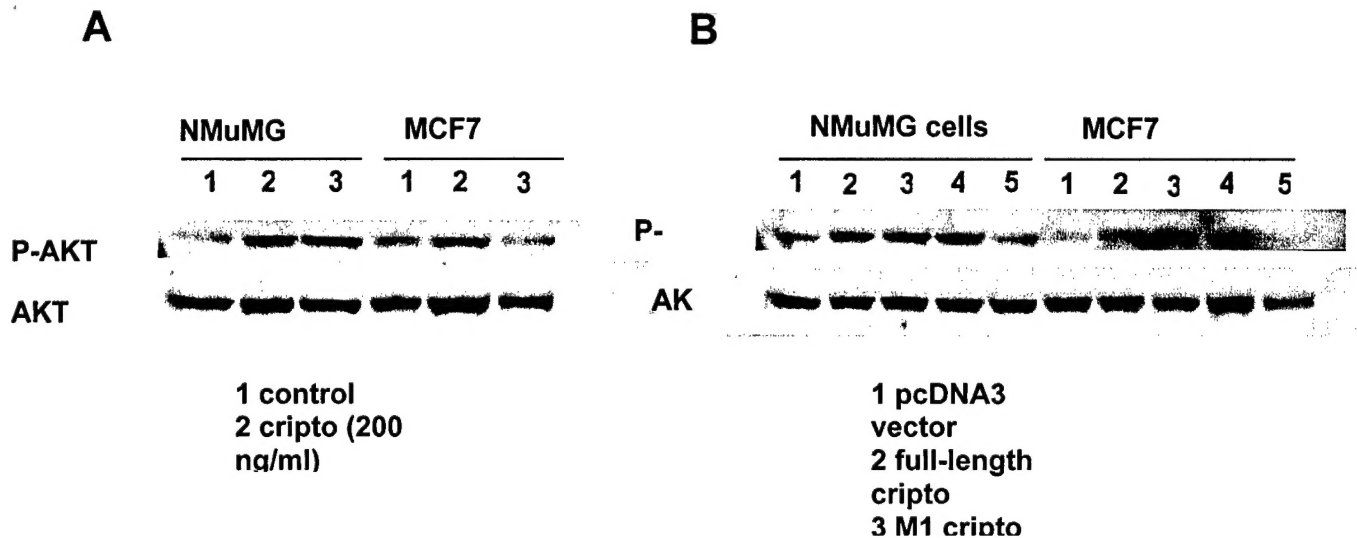 A
NMuMG MCF7
1 2 3 1 2 3
P-AKT
AKT
1 control
2 cripto (200
ng/ml)
B
NMuMG cells MCF7
1 2 3 4 5 1 2 3 4 5
P-
AK
1 pcDNA3
vector
2 full-length
cripto
3 M1 cripto